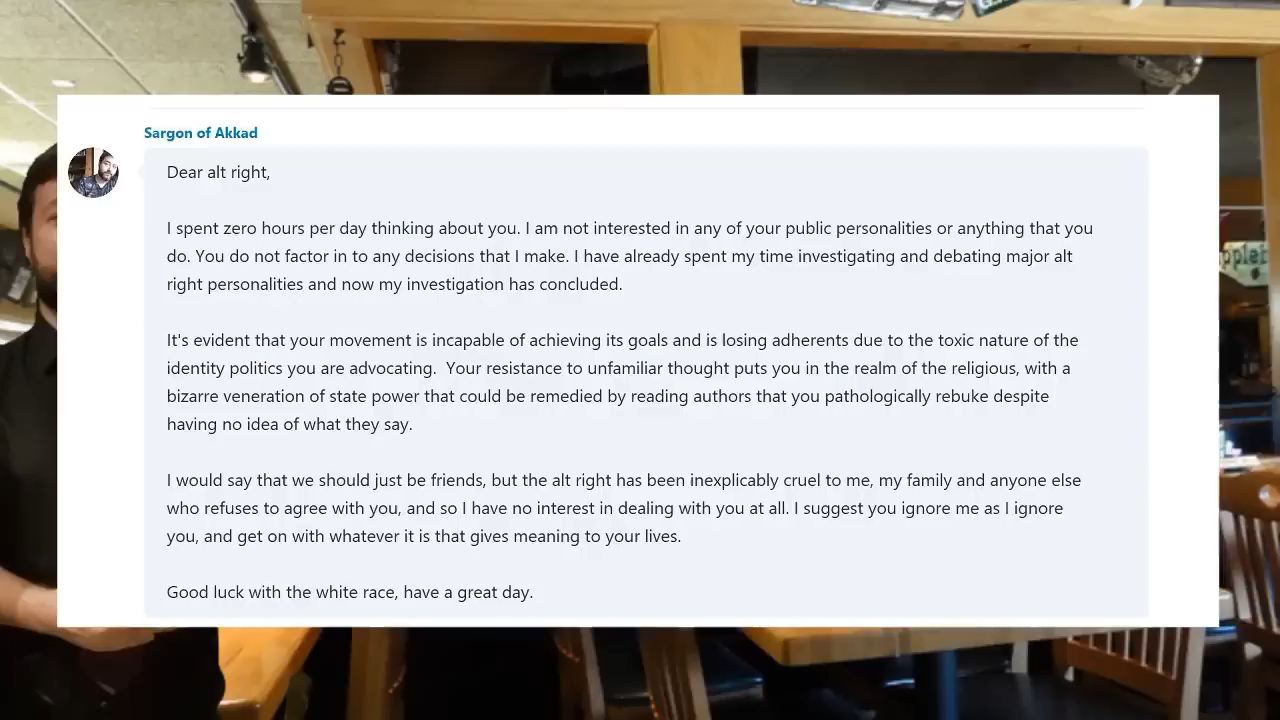 Sargon of Akkad
Dear alt right,
I spent zero hours per day thinking about you. I am not interested in any of your public personalities or anything that you
do. You do not factor in to any decisions that I make. I have already spent my time investigating and debating major alt
right personalities and now my investigation has concluded.
It's evident that your movement is incapable of achieving its goals and is losing adherents due to the toxic nature of the
identity politics you are advocating.  Your resistance to unfamiliar thought puts you in the realm of the religious, with a
bizarre veneration of state power that could be remedied by reading authors that you pathologically rebuke despite
having no idea of what they say.
I would say that we should just be friends, but the alt right has been inexplicably cruel to me, my family and anyone else
who refuses to agree with you, and so I have no interest in dealing with you at all. I suggest you ignore me as I ignore
you, and get on with whatever it is that gives meaning to your lives.
Good luck with the white race, have a great day.